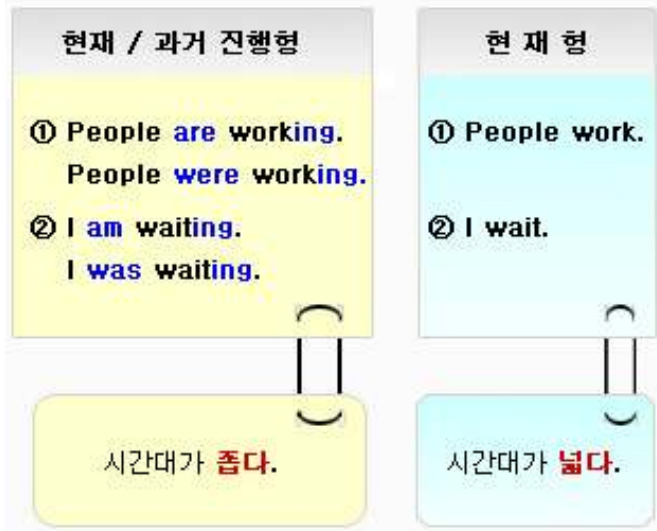 현재 / 과거 진행형
① People are working.
People were working.
② I am waiting.
I was waiting.
시간대가 좁다.
현 재 형
① People work.
② I wait.
시간대가 넓다.